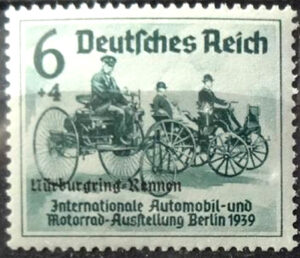 6 Deutsches Reich
+4
Nürburgring-Rennen
Internationale Automobil-und
Motorrad-Ausstellung Berlin 1939